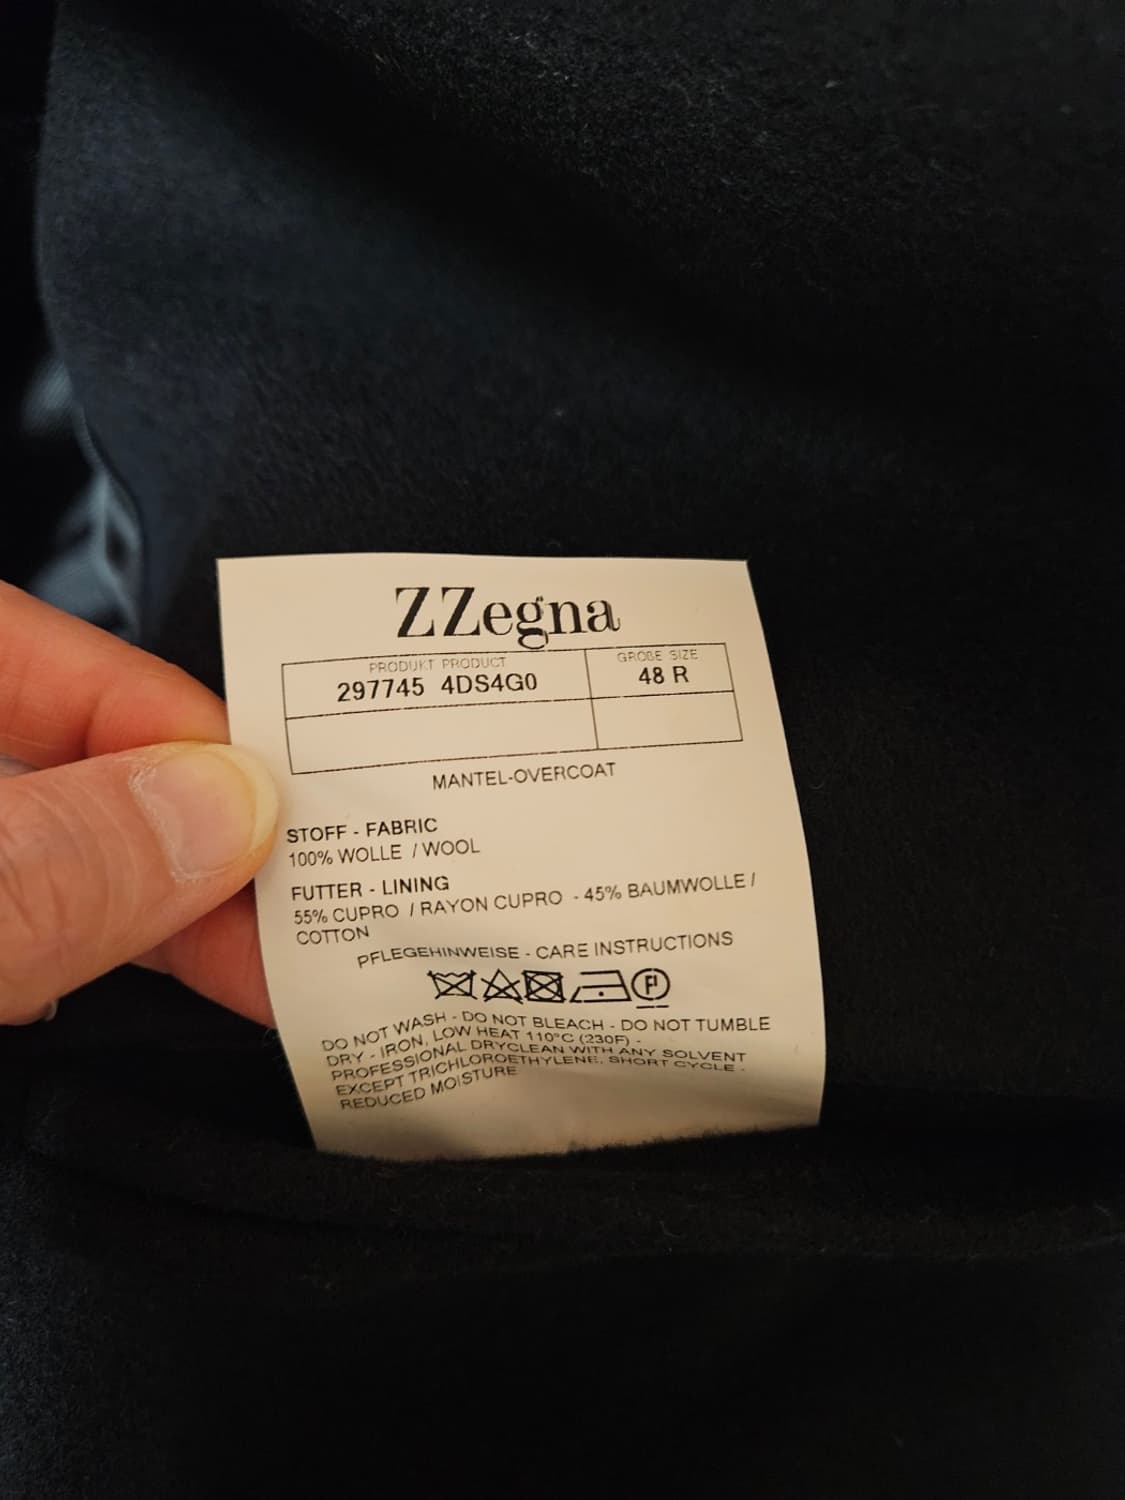 ZZegna
PRODUKT PRODUCT
297745 4DS4G0
GROBE SIZE
48 R
MANTEL-OVERCOAT
STOFF - FABRIC
100% WOLLE / WOOL
FUTTER - LINING
55% CUPRO / RAYON CUPRO - 45% BAUMWOLLE /
COTTON
PFLEGEHINWEISE - CARE INSTRUCTIONS
F
DO NOT WASH - DO NOT BLEACH - DO NOT TUMBLE
DRY - IRON, LOW HEAT 110°C (230F) -
PROFESSIONAL DRYCLEAN WITH ANY SOLVENT
EXCEPT TRICHLOROETHYLENE. SHORT CYCLE -
REDUCED MOISTURE